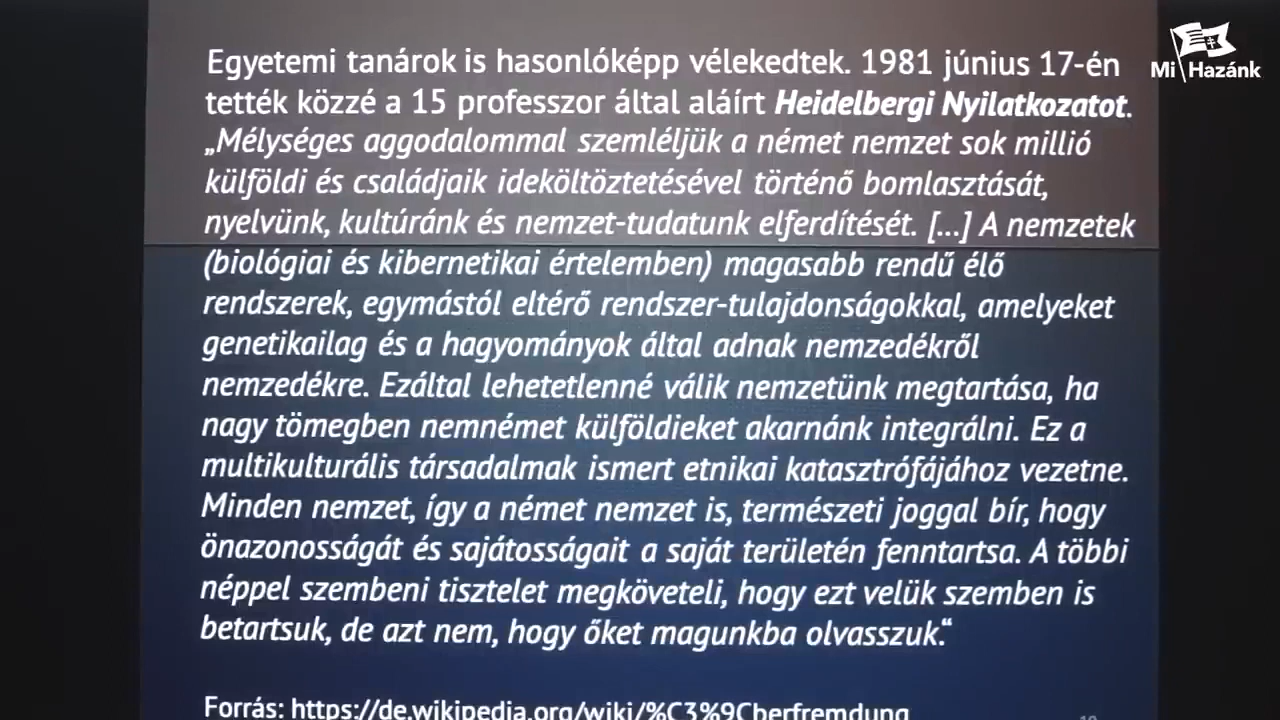 Mi Hazánk
Egyetemi tanárok is hasonlóképp vélekedtek. 1981 június 17-én
tették közzé a 15 professzor által aláírt Heidelbergi Nyilatkozatot.
„Mélységes aggodalommal szemléljük a német nemzet sok millió
külföldi és családjaik ideköltöztetésével történő bomlasztását,
nyelvünk, kultúránk és nemzet-tudatunk elferdítését. [...] A nemzetek
(biológiai és kibernetikai értelemben) magasabb rendű élő
rendszerek, egymástól eltérő rendszer-tulajdonságokkal, amelyeket
genetikailag és a hagyományok által adnak nemzedékről
nemzedékre. Ezáltal lehetetlenné válik nemzetünk megtartása, ha
nagy tömegben nemnémet külföldieket akarnánk integrálni. Ez a
multikulturális társadalmak ismert etnikai katasztrófájához vezetne.
Minden nemzet, így a német nemzet is, természeti joggal bír, hogy
önazonosságát és sajátosságait a saját területén fenntartsa. A többi
néppel szembeni tisztelet megköveteli, hogy ezt velük szemben is
betartsuk, de azt nem, hogy őket magunkba olvasszuk.“
Forrás: https://de.wikipedia.org/wiki/%C3%9Cberfremdung